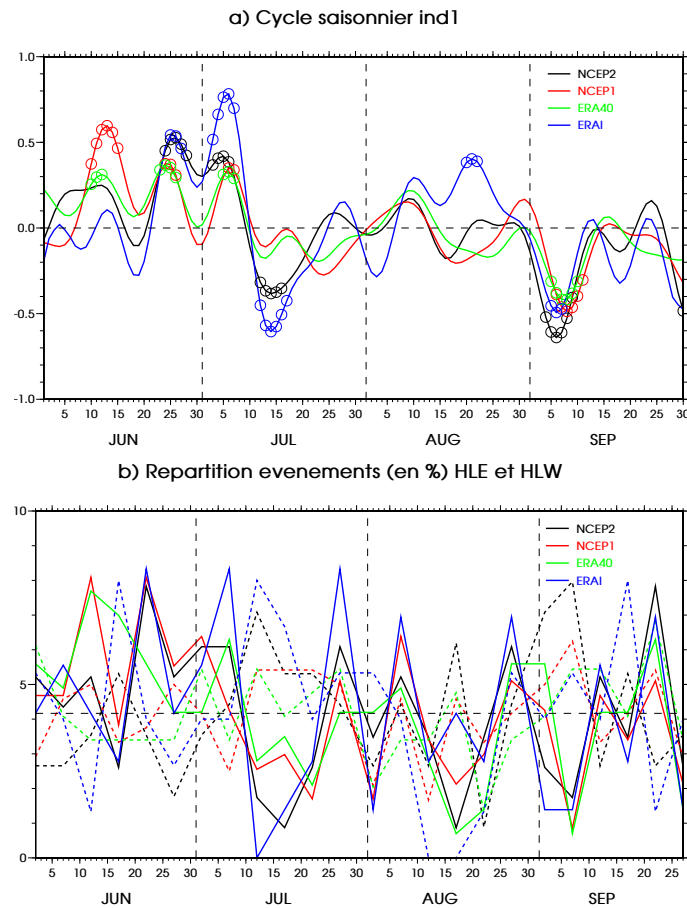 a) Cycle saisonnier ind1
1.0
0.5
0.0
-0.5
-1.0
NCEP2
NCEP1
ERA40
ERAI
5 10 15 20 25 30 5 10 15 20 25 30 5 10 15 20 25 30 5 10 15 20 25 30
JUN JUL AUG SEP
b) Repartition evenements (en %) HLE et HLW
10
5
0
NCEP2
NCEP1
ERA40
ERAI
5 10 15 20 25 30 5 10 15 20 25 30 5 10 15 20 25 30 5 10 15 20 25
JUN JUL AUG SEP